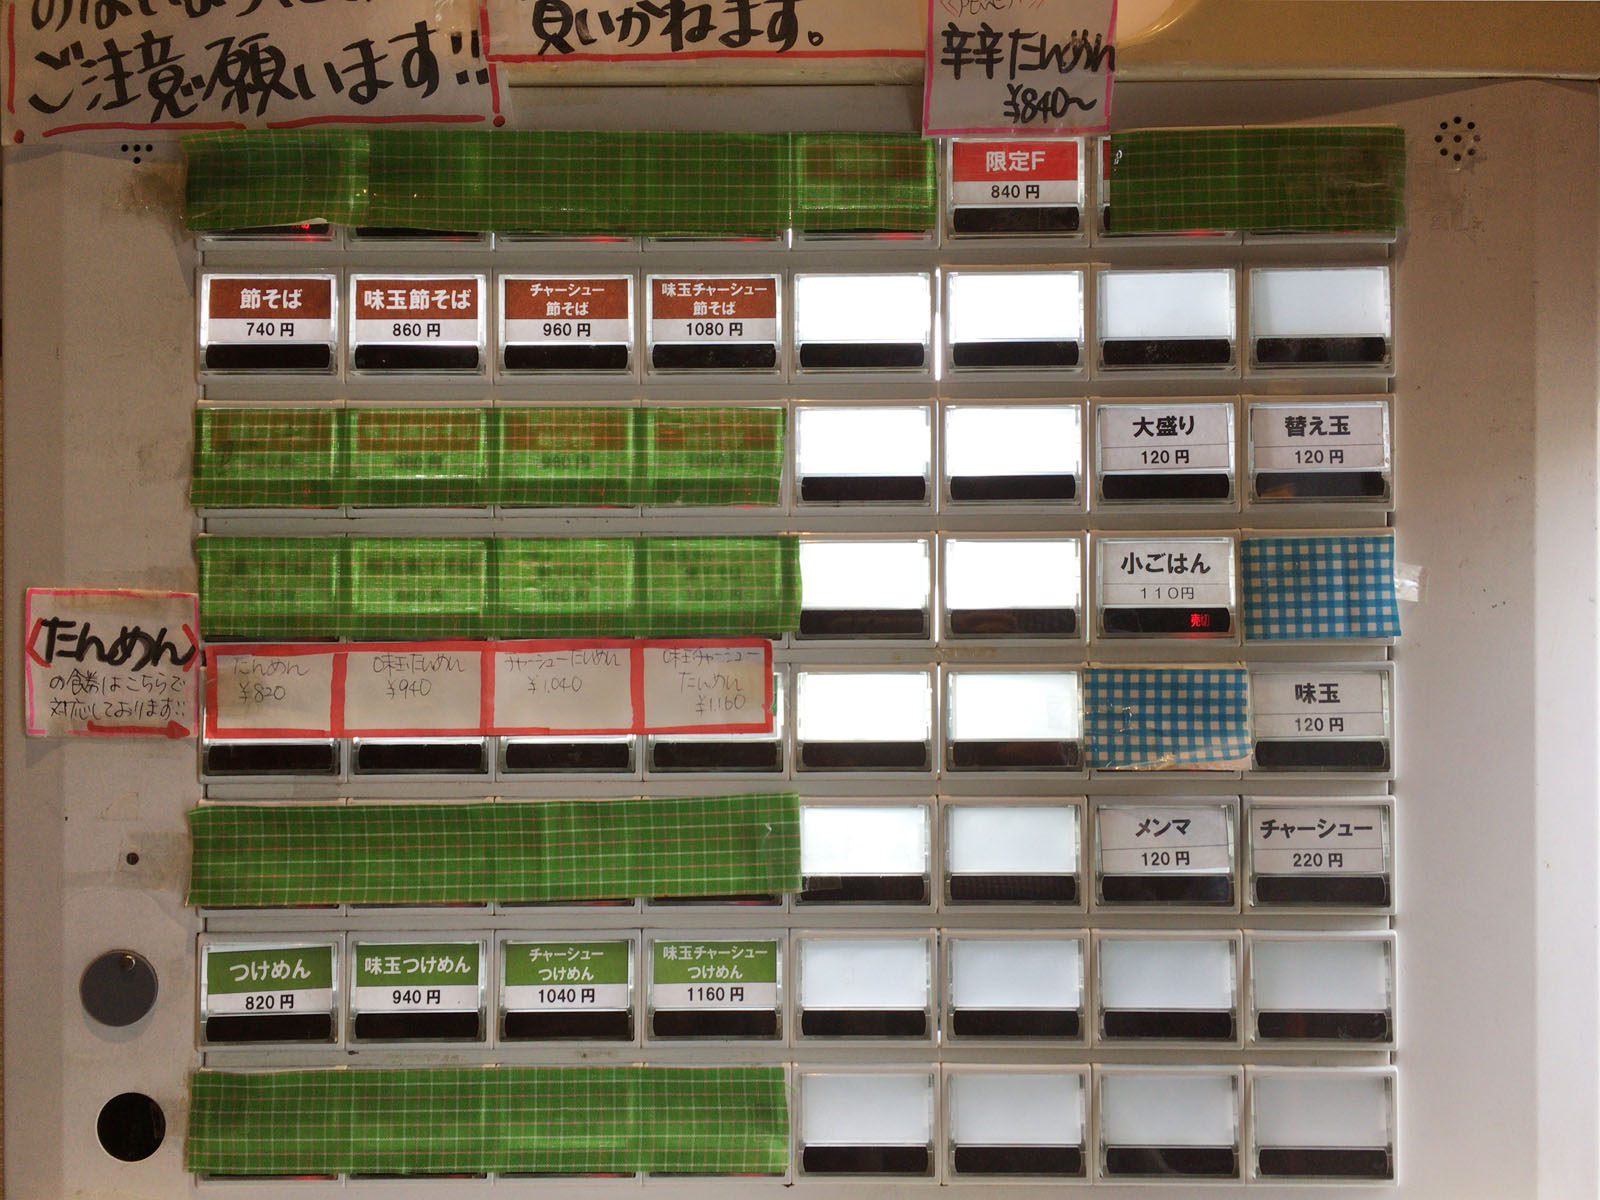 ご注意願います!!
負いかねます。
辛辛たんめん
¥840〜
限定F
840円
節そば
740円
味玉節そば
860円
チャーシュー
節そば
960円
味玉チャーシュー
節そば
1080円
大盛り
120円
替え玉
120円
小ごはん
110円
売切
〈たんめん〉
の食券はこちらで
対応しております!!
たんめん
¥820
味玉たんめん
¥940
チャーシューたんめん
¥1,040
味玉チャーシュー
たんめん
¥1,160
味玉
120円
メンマ
120円
チャーシュー
220円
つけめん
820円
味玉つけめん
940円
チャーシュー
つけめん
1040円
味玉チャーシュー
つけめん
1160円